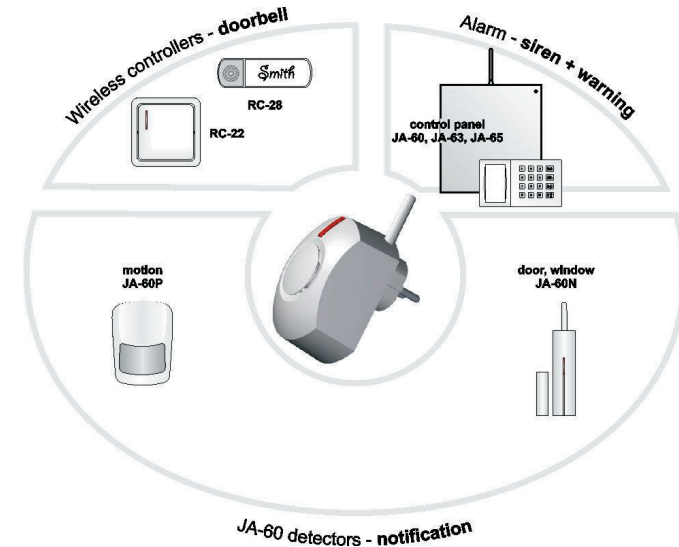 Wireless controllers - doorbell
Smith
RC-28
RC-22
Alarm - siren + warning
control panel
JA-60, JA-63, JA-65
motion
JA-60P
door, window
JA-60N
JA-60 detectors - notification